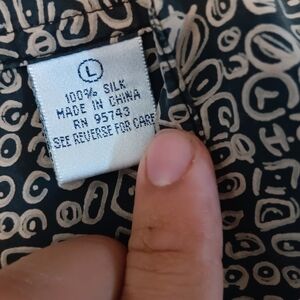 L
100% SILK
MADE IN CHINA
RN 95743
SEE REVERSE FOR CARE